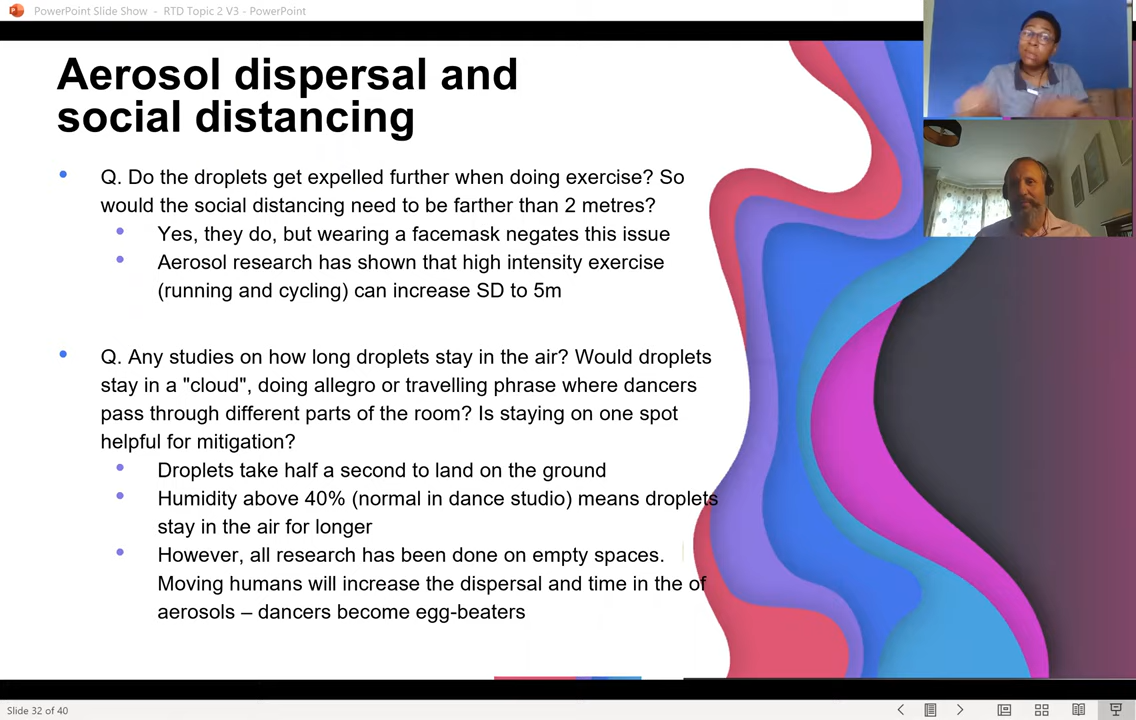 PowerPoint Slide Show - RTD Topic 2 V3 - PowerPoint
Aerosol dispersal and
social distancing
• Q. Do the droplets get expelled further when doing exercise? So
would the social distancing need to be farther than 2 metres?
• Yes, they do, but wearing a facemask negates this issue
• Aerosol research has shown that high intensity exercise
(running and cycling) can increase SD to 5m
• Q. Any studies on how long droplets stay in the air? Would droplets
stay in a "cloud", doing allegro or travelling phrase where dancers
pass through different parts of the room? Is staying on one spot
helpful for mitigation?
• Droplets take half a second to land on the ground
• Humidity above 40% (normal in dance studio) means droplets
stay in the air for longer
• However, all research has been done on empty spaces.
Moving humans will increase the dispersal and time in the of
aerosols – dancers become egg-beaters
Slide 32 of 40